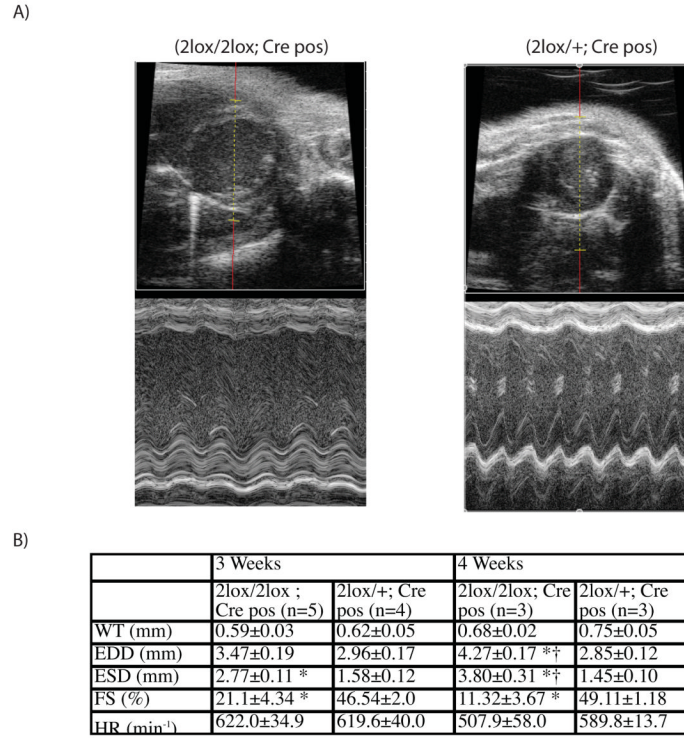 A)
(2lox/2lox; Cre pos)
(2lox/+; Cre pos)
B)
3 Weeks 4 Weeks
2lox/2lox ; Cre pos (n=5) 2lox/+; Cre pos (n=4) 2lox/2lox; Cre pos (n=3) 2lox/+; Cre pos (n=3)
WT (mm) 0.59±0.03 0.62±0.05 0.68±0.02 0.75±0.05
EDD (mm) 3.47±0.19 2.96±0.17 4.27±0.17 *† 2.85±0.12
ESD (mm) 2.77±0.11 * 1.58±0.12 3.80±0.31 *† 1.45±0.10
FS (%) 21.1±4.34 * 46.54±2.0 11.32±3.67 * 49.11±1.18
HR (min⁻¹) 622.0±34.9 619.6±40.0 507.9±58.0 589.8±13.7